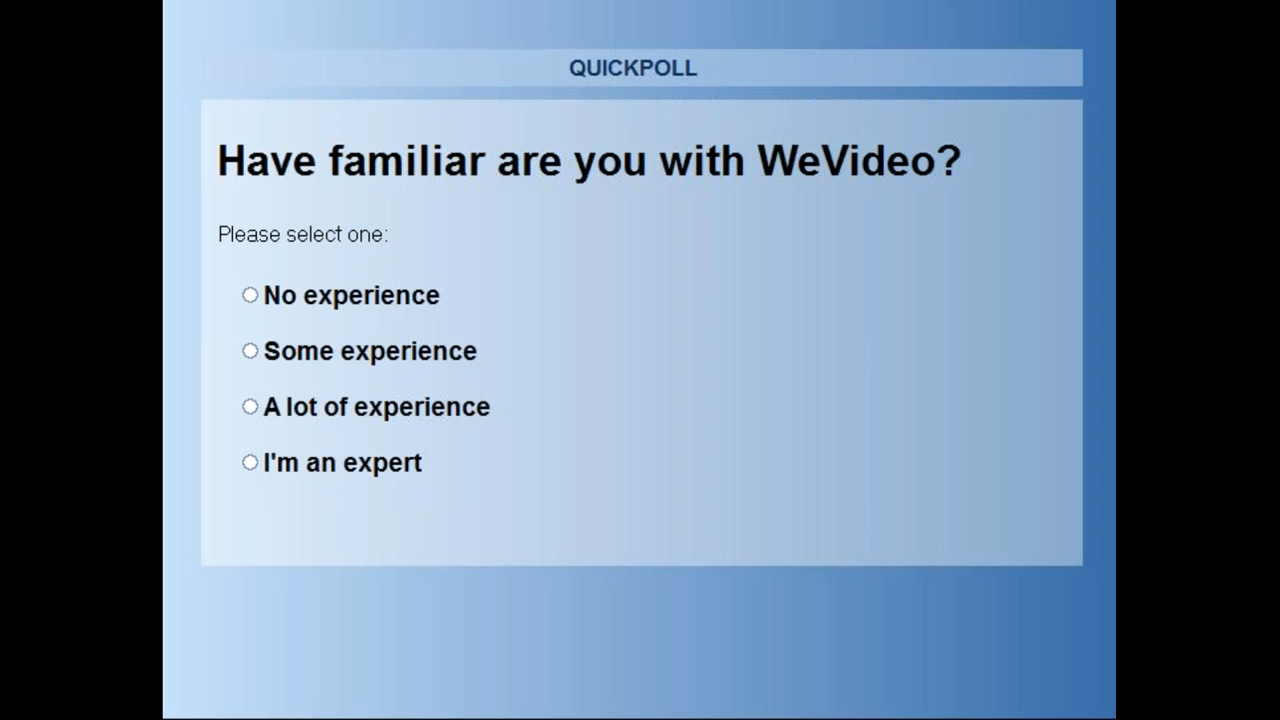 QUICKPOLL
Have familiar are you with WeVideo?
Please select one:
No experience
Some experience
A lot of experience
I'm an expert